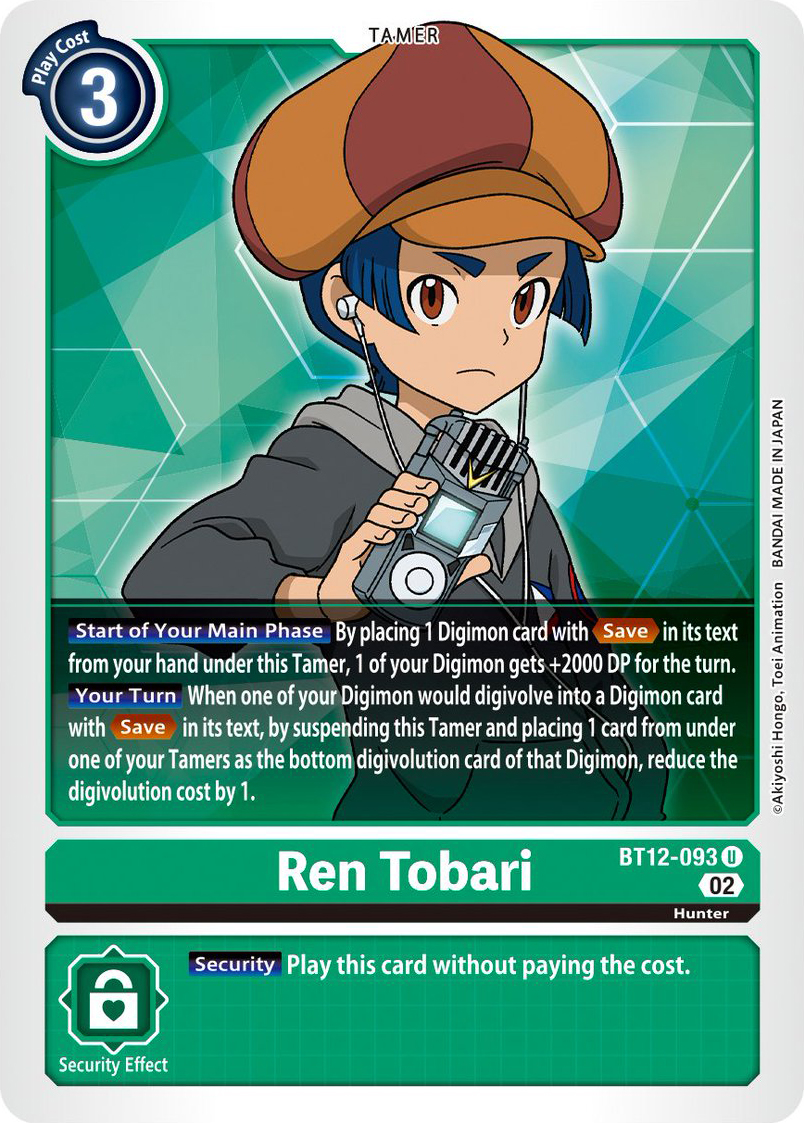 TAMER
Play Cost
3
Start of Your Main Phase By placing 1 Digimon card with Save in its text
from your hand under this Tamer, 1 of your Digimon gets +2000 DP for the turn.
Your Turn When one of your Digimon would digivolve into a Digimon card
with Save in its text, by suspending this Tamer and placing 1 card from under
one of your Tamers as the bottom digivolution card of that Digimon, reduce the
digivolution cost by 1.
©Akiyoshi Hongo, Toei Animation BANDAI MADE IN JAPAN
Ren Tobari
BT12-093 U
02
Hunter
Security Play this card without paying the cost.
Security Effect